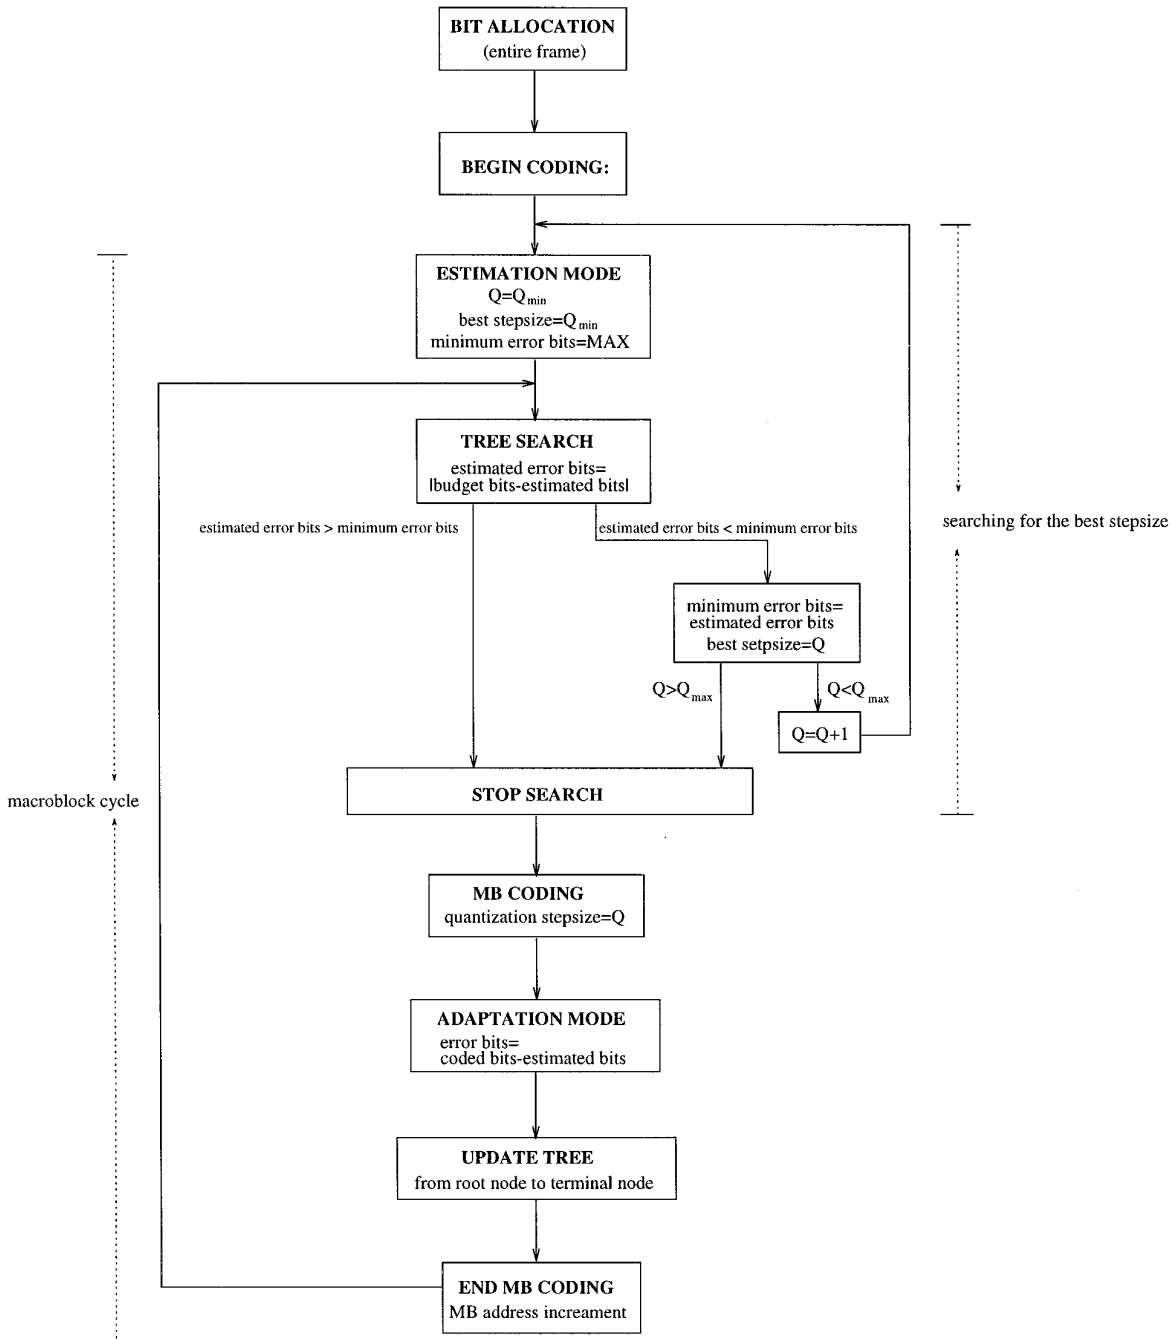 BIT ALLOCATION
(entire frame)
BEGIN CODING:
ESTIMATION MODE
Q=Qmin
best stepsize=Qmin
minimum error bits=MAX
TREE SEARCH
estimated error bits=
|budget bits-estimated bits|
estimated error bits > minimum error bits
estimated error bits < minimum error bits
searching for the best stepsize
minimum error bits=
estimated error bits
best setpsize=Q
Q>Qmax
Q<Qmax
Q=Q+1
STOP SEARCH
macroblock cycle
MB CODING
quantization stepsize=Q
ADAPTATION MODE
error bits=
coded bits-estimated bits
UPDATE TREE
from root node to terminal node
END MB CODING
MB address increament